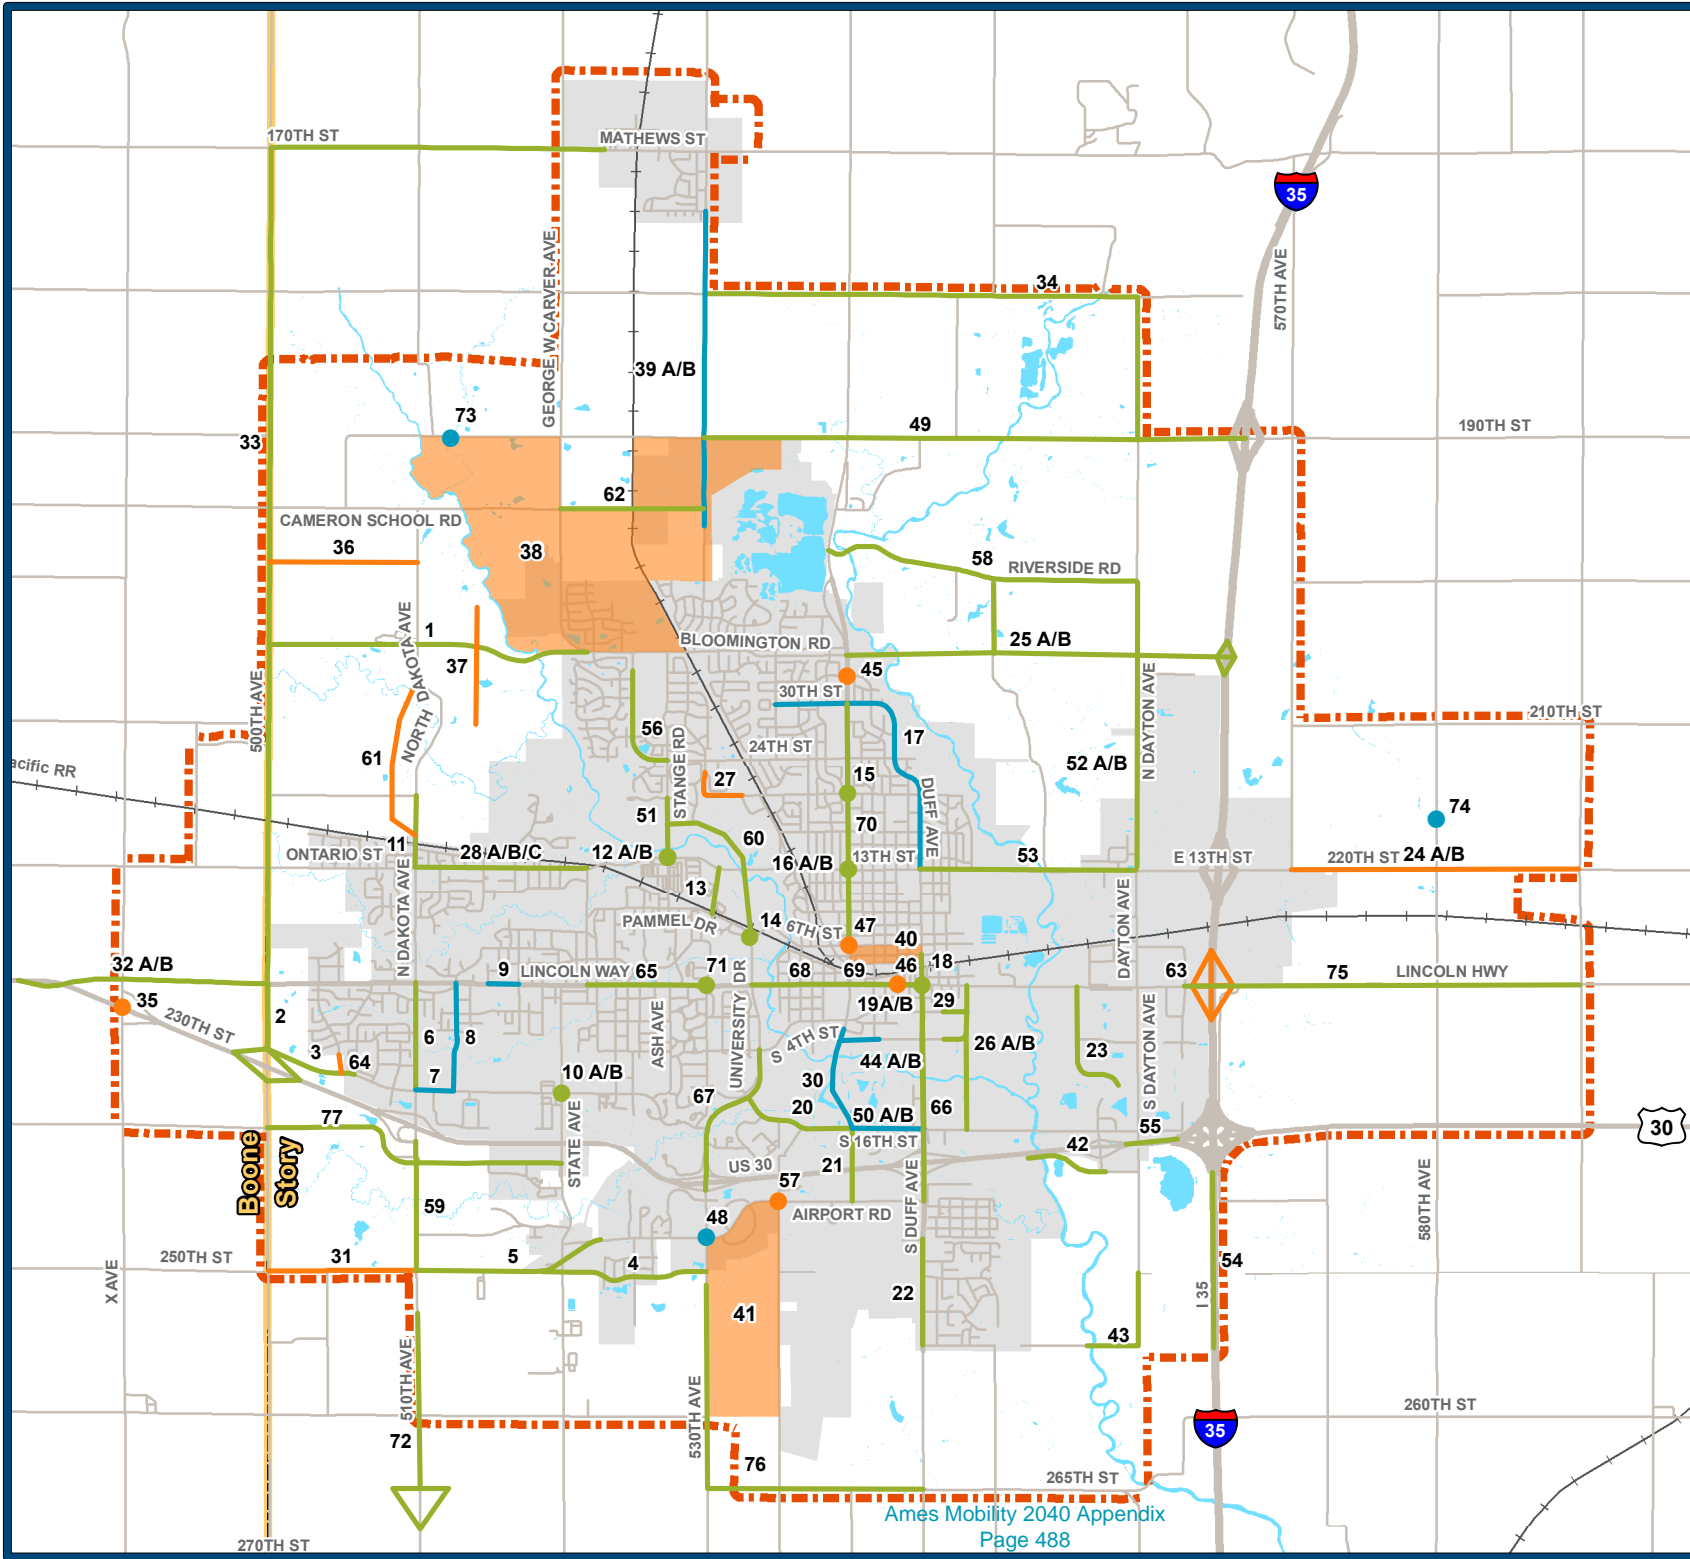 170TH ST
MATHEWS ST
35
570TH AVE
GEORGE W CARVER AVE
34
39 A/B
73
49
190TH ST
33
62
CAMERON SCHOOL RD
36
38
58
RIVERSIDE RD
1
NORTH DAKOTA AVE
37
BLOOMINGTON RD
25 A/B
45
30TH ST
500TH AVE
N DAYTON AVE
210TH ST
56
STANGE RD
24TH ST
17
61
acific RR
27
15
52 A/B
DUFF AVE
74
51
60
70
11
ONTARIO ST
28 A/B/C
12 A/B
16 A/B
13TH ST
53
E 13TH ST
220TH ST
24 A/B
N DAKOTA AVE
13
PAMMEL DR
14
6TH ST
47
40
DAYTON AVE
32 A/B
9
LINCOLN WAY
65
71
UNIVERSITY DR
68
69
46
18
63
75
LINCOLN HWY
35
230TH ST
2
19A/B
29
3
64
6
8
7
ASH AVE
S 4TH ST
44 A/B
26 A/B
23
S DAYTON AVE
10 A/B
30
67
20
50 A/B
66
77
STATE AVE
S 16TH ST
42
55
30
Boone
Story
US 30
21
57
S DUFF AVE
580TH AVE
59
48
AIRPORT RD
250TH ST
31
5
4
54
X AVE
22
I 35
41
43
510TH AVE
530TH AVE
260TH ST
35
72
76
265TH ST
Ames Mobility 2040 Appendix
Page 488
270TH ST